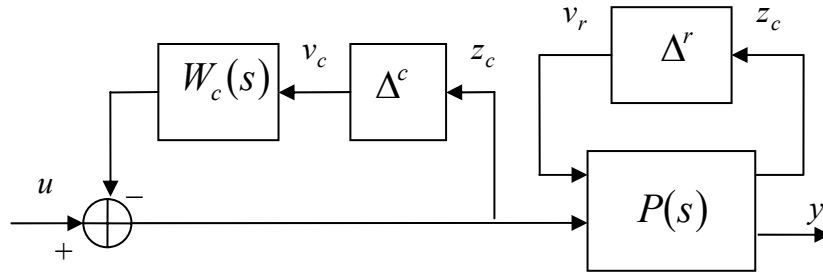 v_r z_c
v_c z_c Δ^r
W_c(s) Δ^c
u − P(s) y
+